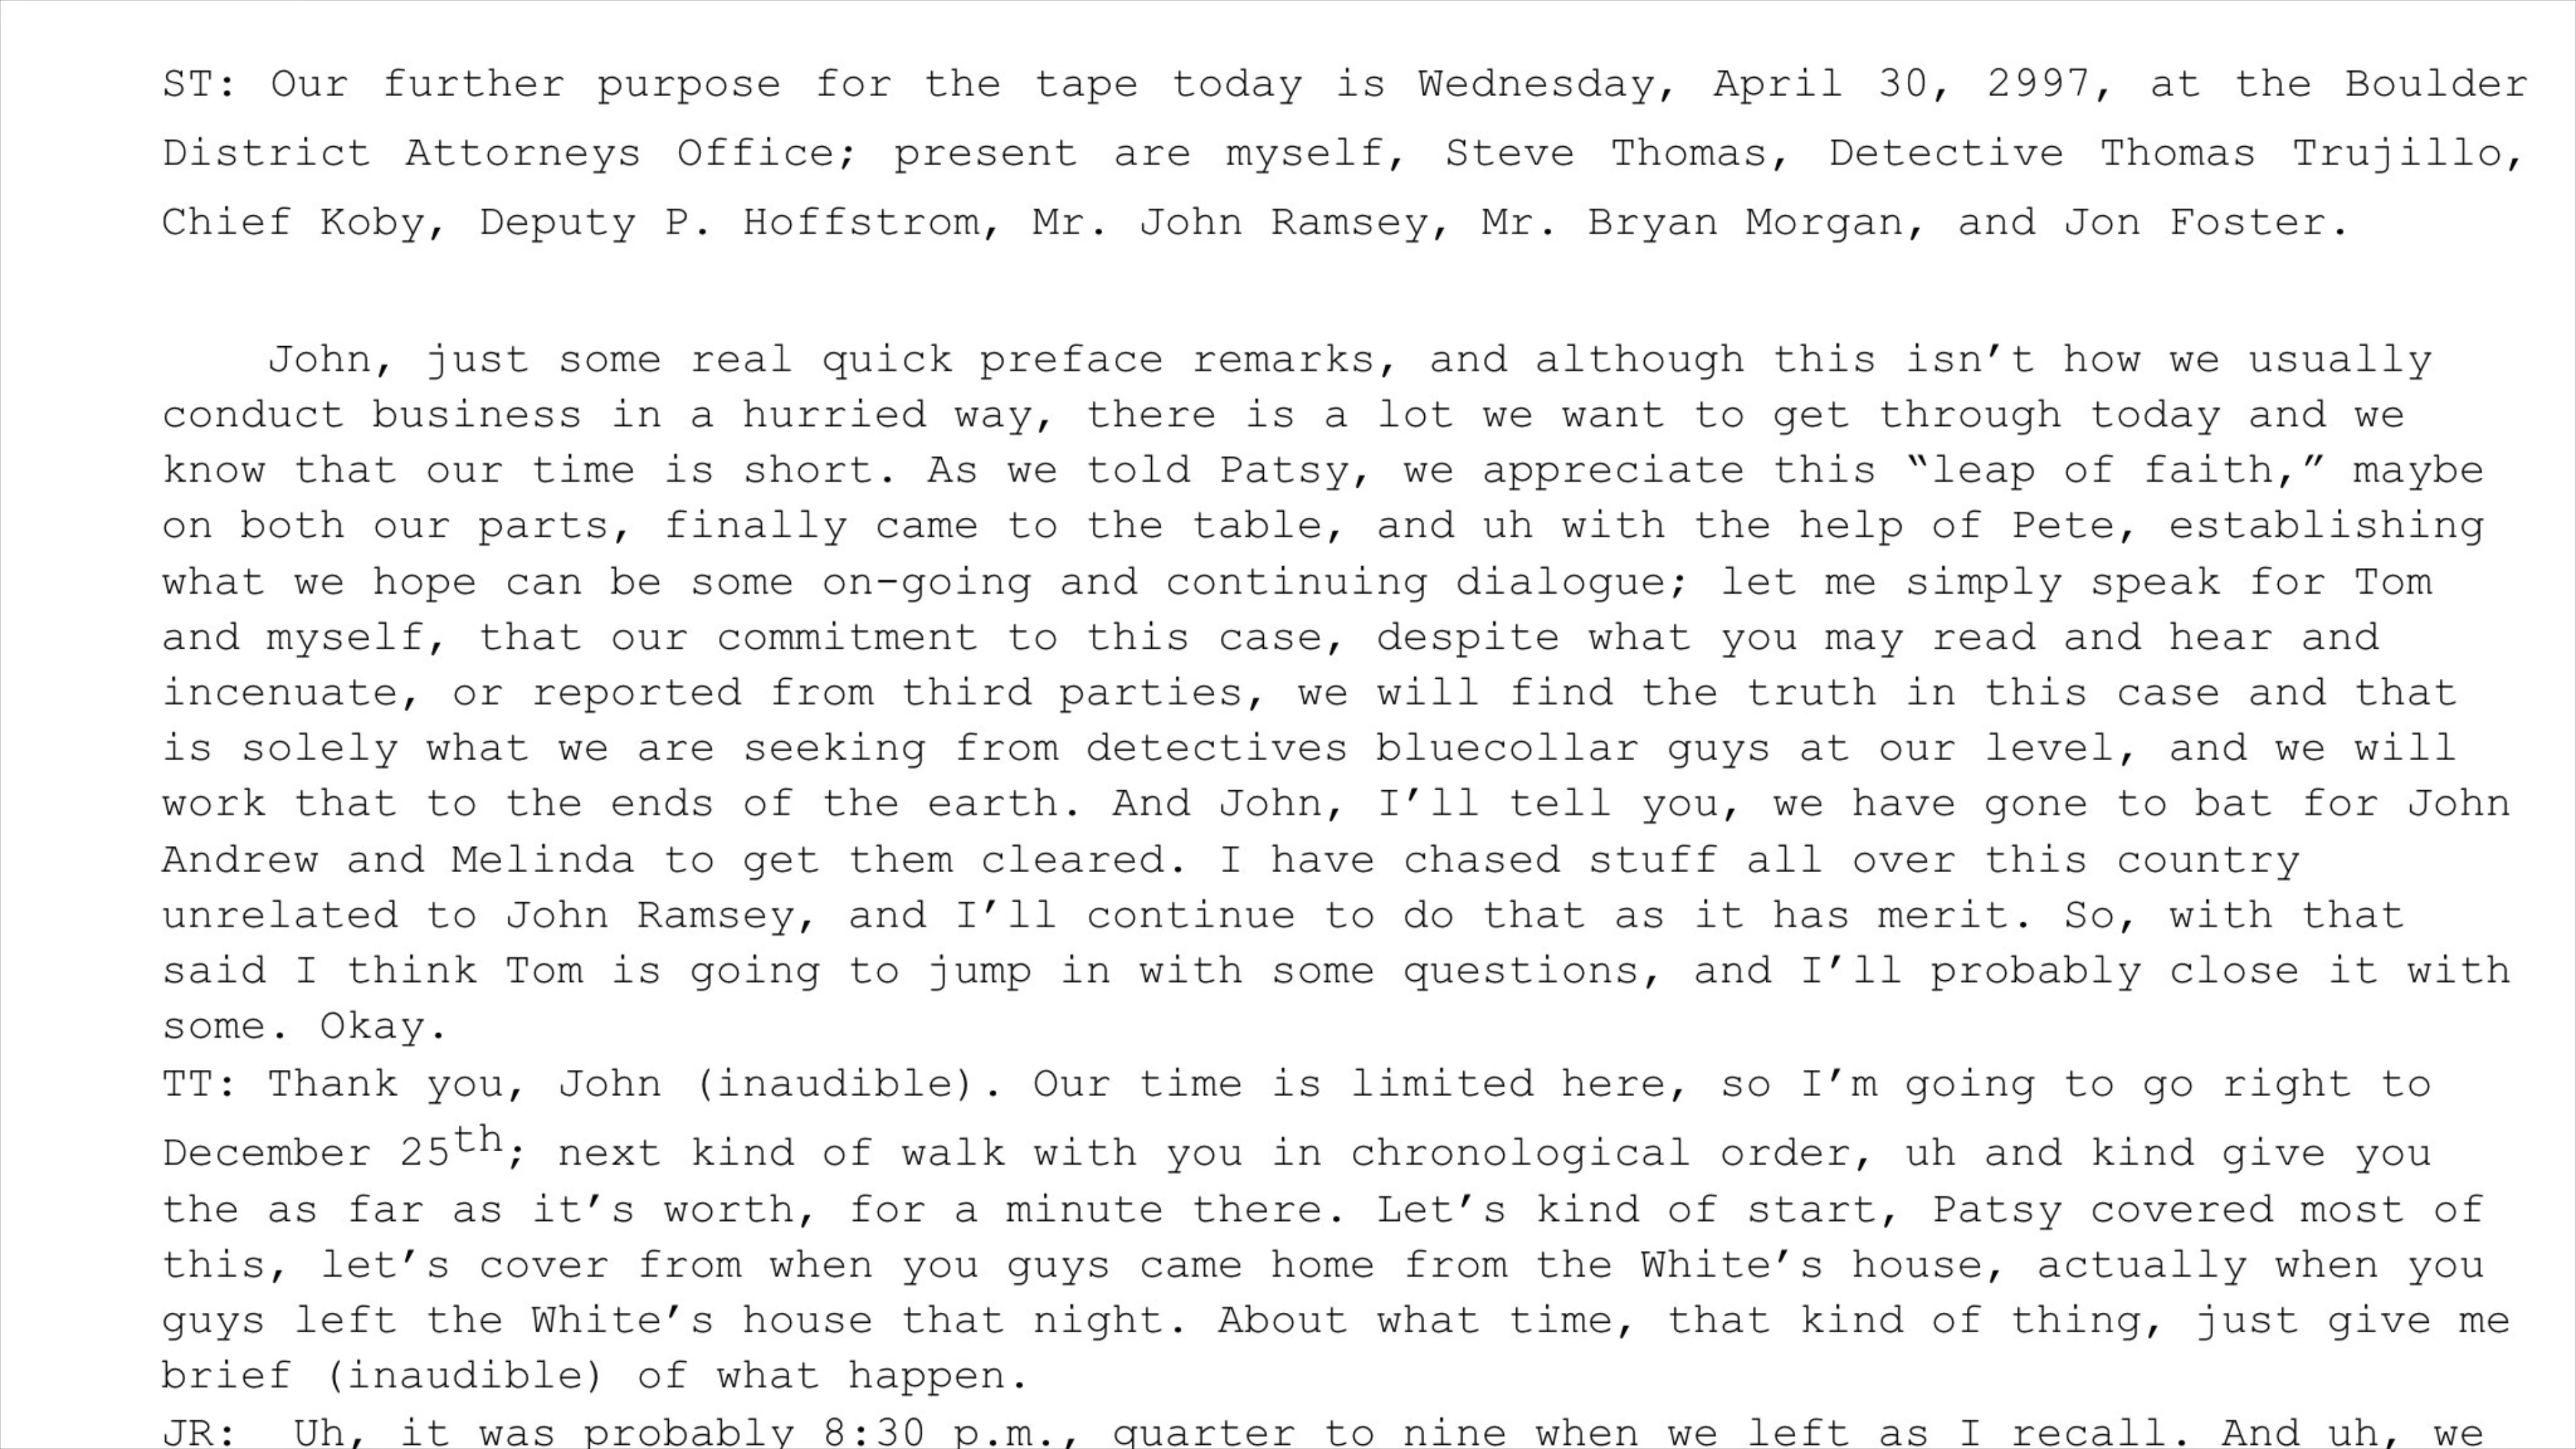 ST: Our further purpose for the tape today is Wednesday, April 30, 2997, at the Boulder
District Attorneys Office; present are myself, Steve Thomas, Detective Thomas Trujillo,
Chief Koby, Deputy P. Hoffstrom, Mr. John Ramsey, Mr. Bryan Morgan, and Jon Foster.
John, just some real quick preface remarks, and although this isn’t how we usually
conduct business in a hurried way, there is a lot we want to get through today and we
know that our time is short. As we told Patsy, we appreciate this “leap of faith,” maybe
on both our parts, finally came to the table, and uh with the help of Pete, establishing
what we hope can be some on-going and continuing dialogue; let me simply speak for Tom
and myself, that our commitment to this case, despite what you may read and hear and
incenuate, or reported from third parties, we will find the truth in this case and that
is solely what we are seeking from detectives bluecollar guys at our level, and we will
work that to the ends of the earth. And John, I’ll tell you, we have gone to bat for John
Andrew and Melinda to get them cleared. I have chased stuff all over this country
unrelated to John Ramsey, and I’ll continue to do that as it has merit. So, with that
said I think Tom is going to jump in with some questions, and I’ll probably close it with
some. Okay.
TT: Thank you, John (inaudible). Our time is limited here, so I’m going to go right to
December 25th; next kind of walk with you in chronological order, uh and kind give you
the as far as it’s worth, for a minute there. Let’s kind of start, Patsy covered most of
this, let’s cover from when you guys came home from the White’s house, actually when you
guys left the White’s house that night. About what time, that kind of thing, just give me
brief (inaudible) of what happen.
JR: Uh, it was probably 8:30 p.m., quarter to nine when we left as I recall. And uh, we